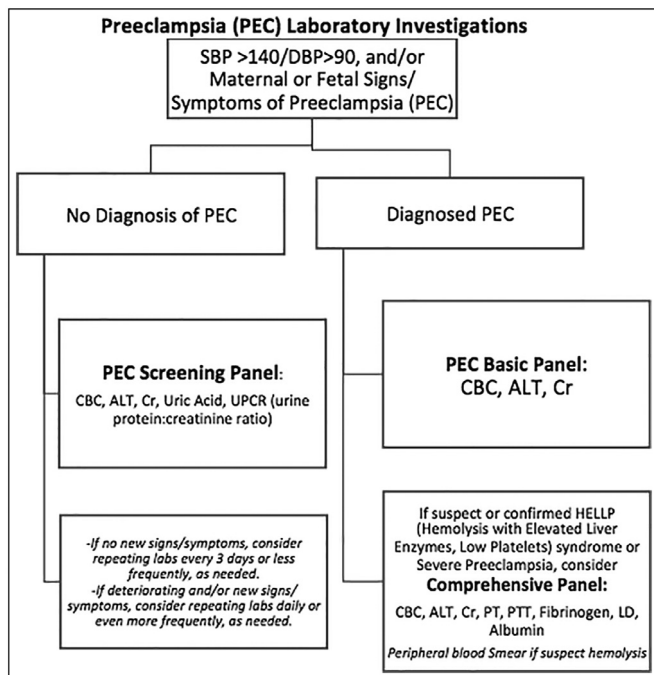 Preeclampsia (PEC) Laboratory Investigations
SBP >140/DBP>90, and/or
Maternal or Fetal Signs/
Symptoms of Preeclampsia (PEC)
No Diagnosis of PEC
Diagnosed PEC
PEC Screening Panel:
CBC, ALT, Cr, Uric Acid, UPCR (urine
protein:creatinine ratio)
PEC Basic Panel:
CBC, ALT, Cr
-If no new signs/symptoms, consider
repeating labs every 3 days or less
frequently, as needed.
-If deteriorating and/or new signs/
symptoms, consider repeating labs daily or
even more frequently, as needed.
If suspect or confirmed HELLP
(Hemolysis with Elevated Liver
Enzymes, Low Platelets) syndrome or
Severe Preeclampsia, consider
Comprehensive Panel:
CBC, ALT, Cr, PT, PTT, Fibrinogen, LD,
Albumin
Peripheral blood Smear if suspect hemolysis